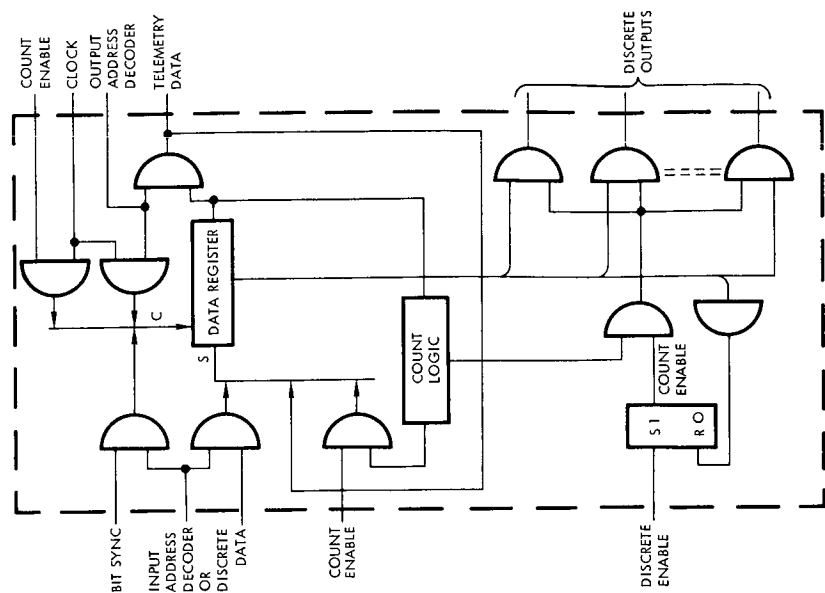 COUNT
ENABLE
CLOCK
OUTPUT
ADDRESS
DECODER
TELEMETRY
DATA
DISCRETE
OUTPUTS
C
DATA REGISTER
S
COUNT
LOGIC
COUNT
ENABLE
S 1
R O
BIT SYNC
INPUT
ADDRESS
DECODER
OR
DISCRETE
DATA
COUNT
ENABLE
DISCRETE
ENABLE